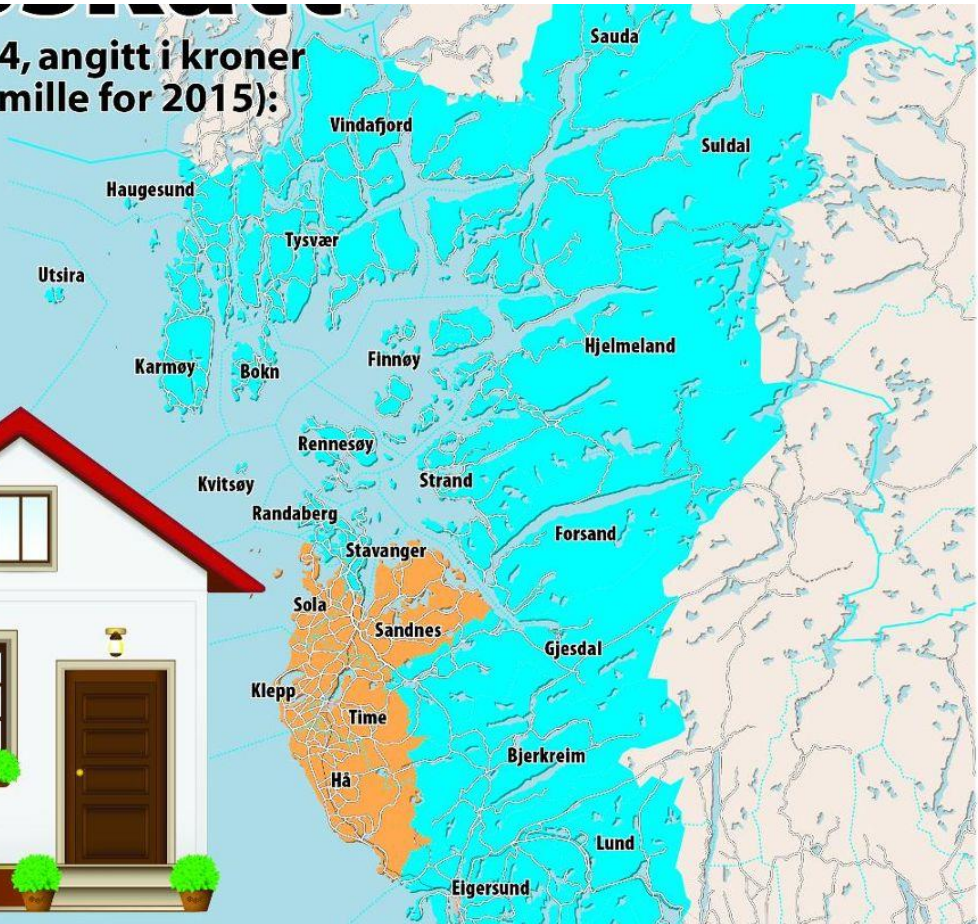 4, angitt i kroner
mille for 2015):
Sauda
Vindafjord
Suldal
Haugesund
Tysvær
Utsira
Hjelmeland
Finnøy
Karmøy
Bokn
Rennesøy
Strand
Kvitsøy
Randaberg
Forsand
Stavanger
Sola
Sandnes
Gjesdal
Klepp
Time
Bjerkreim
Hå
Lund
Eigersund